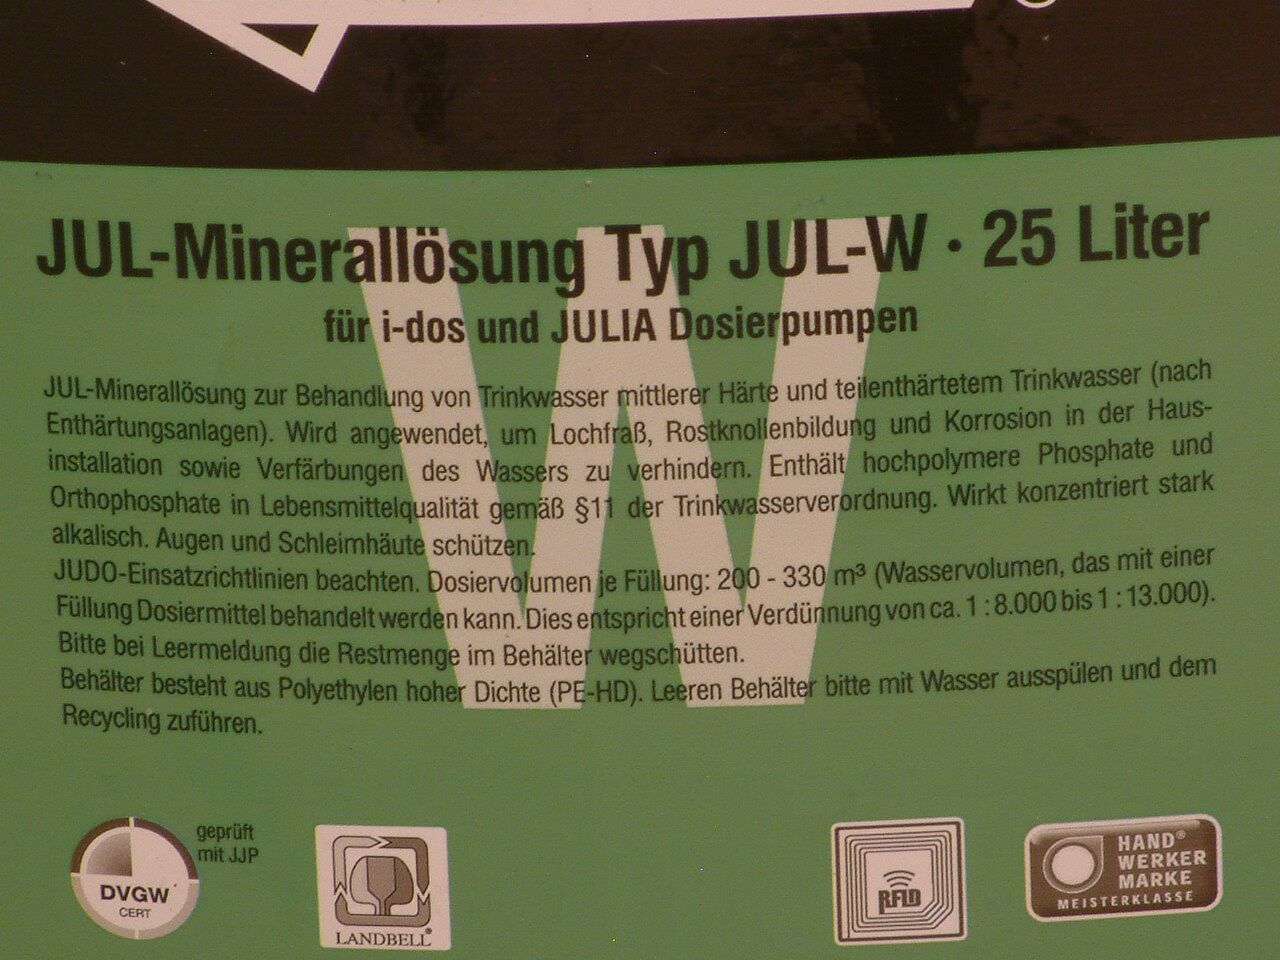 JUL-Minerallösung Typ JUL-W · 25 Liter
für i-dos und JULIA Dosierpumpen
JUL-Minerallösung zur Behandlung von Trinkwasser mittlerer Härte und teilenthärtetem Trinkwasser (nach
Enthärtungsanlagen). Wird angewendet, um Lochfraß, Rostknollenbildung und Korrosion in der Haus-
installation sowie Verfärbungen des Wassers zu verhindern. Enthält hochpolymere Phosphate und
Orthophosphate in Lebensmittelqualität gemäß §11 der Trinkwasserverordnung. Wirkt konzentriert stark
alkalisch. Augen und Schleimhäute schützen.
JUDO-Einsatzrichtlinien beachten. Dosiervolumen je Füllung: 200 - 330 m³ (Wasservolumen, das mit einer
Füllung Dosiermittel behandelt werden kann. Dies entspricht einer Verdünnung von ca. 1 : 8.000 bis 1 : 13.000).
Bitte bei Leermeldung die Restmenge im Behälter wegschütten.
Behälter besteht aus Polyethylen hoher Dichte (PE-HD). Leeren Behälter bitte mit Wasser ausspülen und dem
Recycling zuführen.
W
geprüft
mit JJP
DVGW
CERT
LANDBELL®
RFID
HAND®
WERKER
MARKE
MEISTERKLASSE